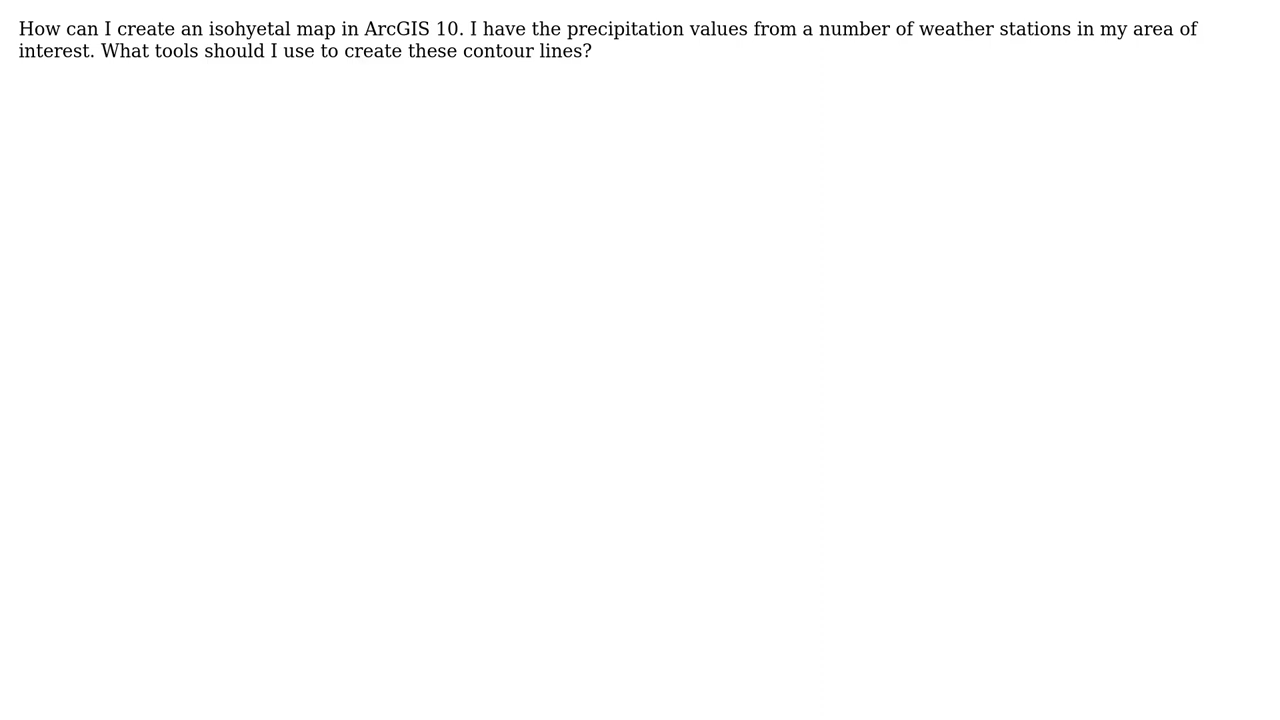 How can I create an isohyetal map in ArcGIS 10. I have the precipitation values from a number of weather stations in my area of
interest. What tools should I use to create these contour lines?